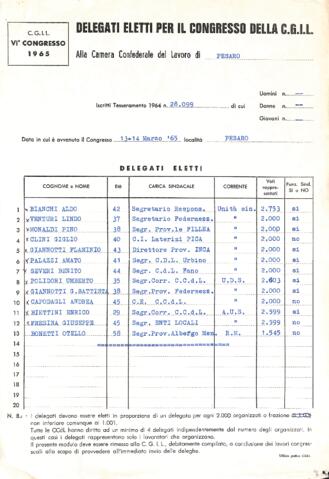 C.G.I.L.
VI° CONGRESSO
1965
DELEGATI ELETTI PER IL CONGRESSO DELLA C.G.I.L.
Alla Camera Confederale del Lavoro di PESARO
Uomini n. --
Iscritti Tesseramento 1964 n. 28.099 di cui Donne n. --
Giovani n. --
Data in cui è avvenuto il Congresso 13+14 Marzo '65 località PESARO
DELEGATI ELETTI
COGNOME e NOME Età CARICA SINDACALE CORRENTE Voti rappresentati Funz. Sind. SI o NO
1 BIANCHI ALDO 42 Segretario Respons. Unità sin. 2.753 si
2 VENTURI LINDO 37 Segretario Federmezz. " 2.000 si
3 MONALDI PINO 38 Segr. Prov.le FILLEA " 2.000 si
4 CLINI GIGLIO 40 C.I. Laterizi PICA " 2.000 no
5 GIANNOTTI FLAMINIO 43 Direttore Prov. INCA " 2.000 si
6 PALAZZI AMATO 41 Segr. C.D.L. Urbino " 2.000 si
7 SEVERI BENITO 44 Segr. C.d.L. Fano " 2.000 si
8 POLIDORI UMBERTO 35 Segr.Corr. C.C.d.L. U.D.S. si
9 GIANNOTTI G.BATTISTA 38 Segr.Prov. Federmezz. " 2.000 si
10 CAPODAGLI ANDREA 45 C.E. C.C.d.L. " 2.000 no
11 29 Segr.Corr. C.C.d.L. A.U.S. 2.599 si
12 GIUSEPPE 45 Segr. ENTI LOCALI " 2.599 no
13 BONETTI OTELLO 58 Segr.Prov.Albergo Men. 1.545 no
14
15
16
17
18
19
20
N. B.- I delegati devono essere eletti in proporzione di un delegato per ogni 2.000 organizzati o frazione
non inferiore comunque ai 1.001.
Tutte le CCdL hanno diritto ad un minimo di 4 delegati indipendentemente dal numero degli organizzati. In
questi casi i delegati rappresentano solo i lavoratori che organizzano.
Il presente modulo deve essere rimesso alla C.G.I.L., debitamente compilato, a conclusione dei lavori congres-
suali allo scopo di provvedere all'immediato invio delle deleghe.